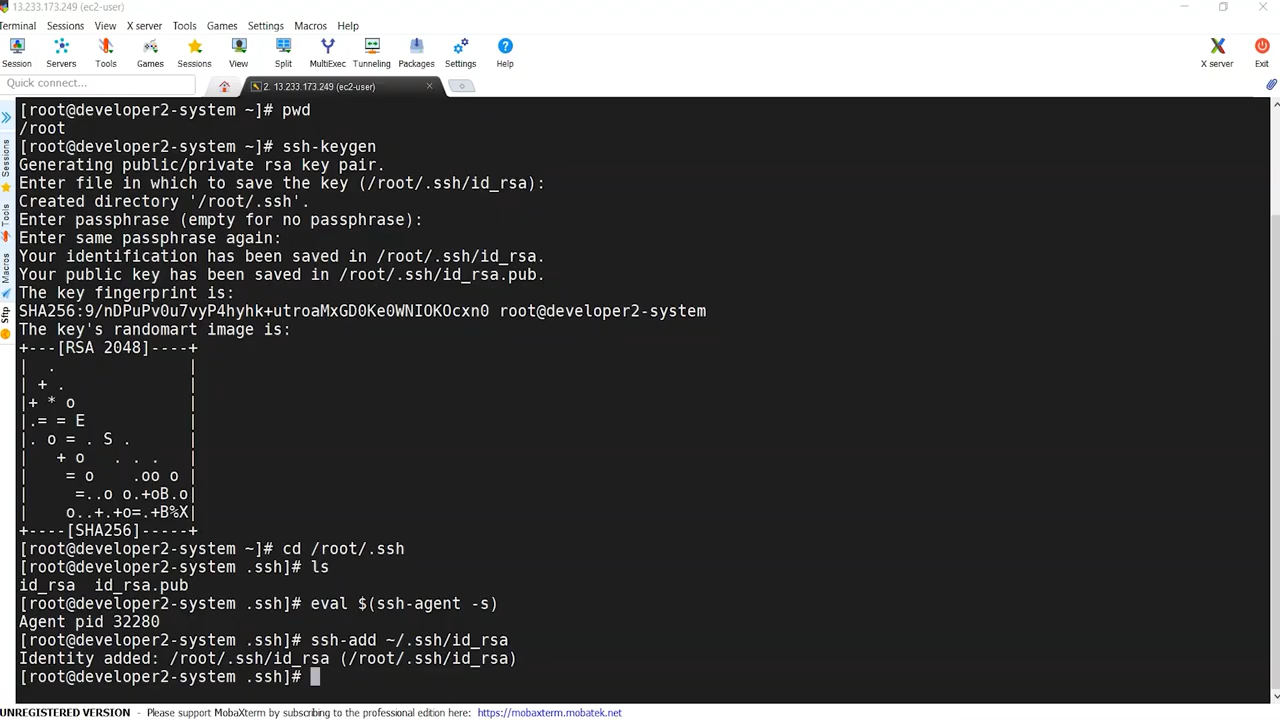 13.233.173.249 (ec2-user)
Terminal Sessions View X server Tools Games Settings Macros Help
Session Servers Tools Games Sessions View Split MultiExec Tunneling Packages Settings Help X server Exit
Quick connect...
2. 13.233.173.249 (ec2-user)
Sessions
Tools
Macros
Sftp
[root@developer2-system ~]# pwd
/root
[root@developer2-system ~]# ssh-keygen
Generating public/private rsa key pair.
Enter file in which to save the key (/root/.ssh/id_rsa):
Created directory '/root/.ssh'.
Enter passphrase (empty for no passphrase):
Enter same passphrase again:
Your identification has been saved in /root/.ssh/id_rsa.
Your public key has been saved in /root/.ssh/id_rsa.pub.
The key fingerprint is:
SHA256:9/nDPuPv0u7vyP4hyhk+utroaMxGD0Ke0WNIOKOcxn0 root@developer2-system
The key's randomart image is:
+---[RSA 2048]----+
|  .              |
| + .             |
|+ * o            |
|.= = E           |
|. o = . S .      |
|   + o   . . .   |
|    = o    .oo o |
|     =..o o.+oB.o|
|    o..+.+o=.+B%X|
+----[SHA256]-----+
[root@developer2-system ~]# cd /root/.ssh
[root@developer2-system .ssh]# ls
id_rsa  id_rsa.pub
[root@developer2-system .ssh]# eval $(ssh-agent -s)
Agent pid 32280
[root@developer2-system .ssh]# ssh-add ~/.ssh/id_rsa
Identity added: /root/.ssh/id_rsa (/root/.ssh/id_rsa)
[root@developer2-system .ssh]#
UNREGISTERED VERSION - Please support MobaXterm by subscribing to the professional edition here: https://mobaxterm.mobatek.net